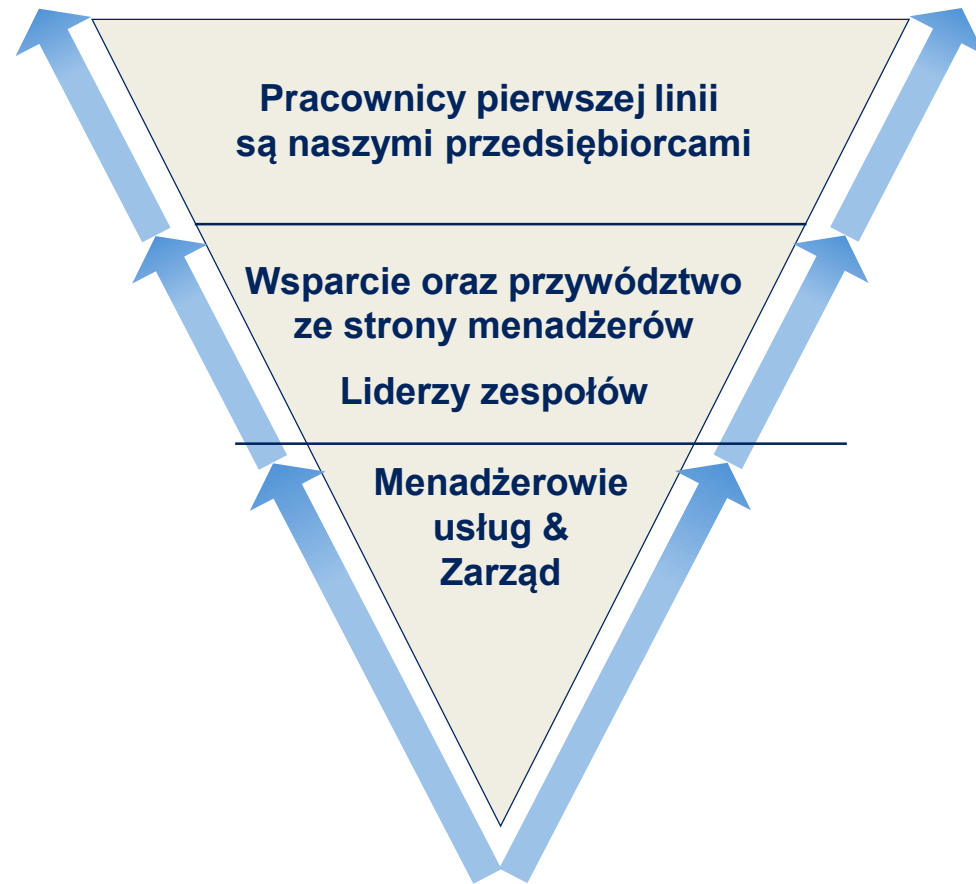 Pracownicy pierwszej linii
są naszymi przedsiębiorcami
Wsparcie oraz przywództwo
ze strony menadżerów
Liderzy zespołów
Menadżerowie
usług &
Zarząd